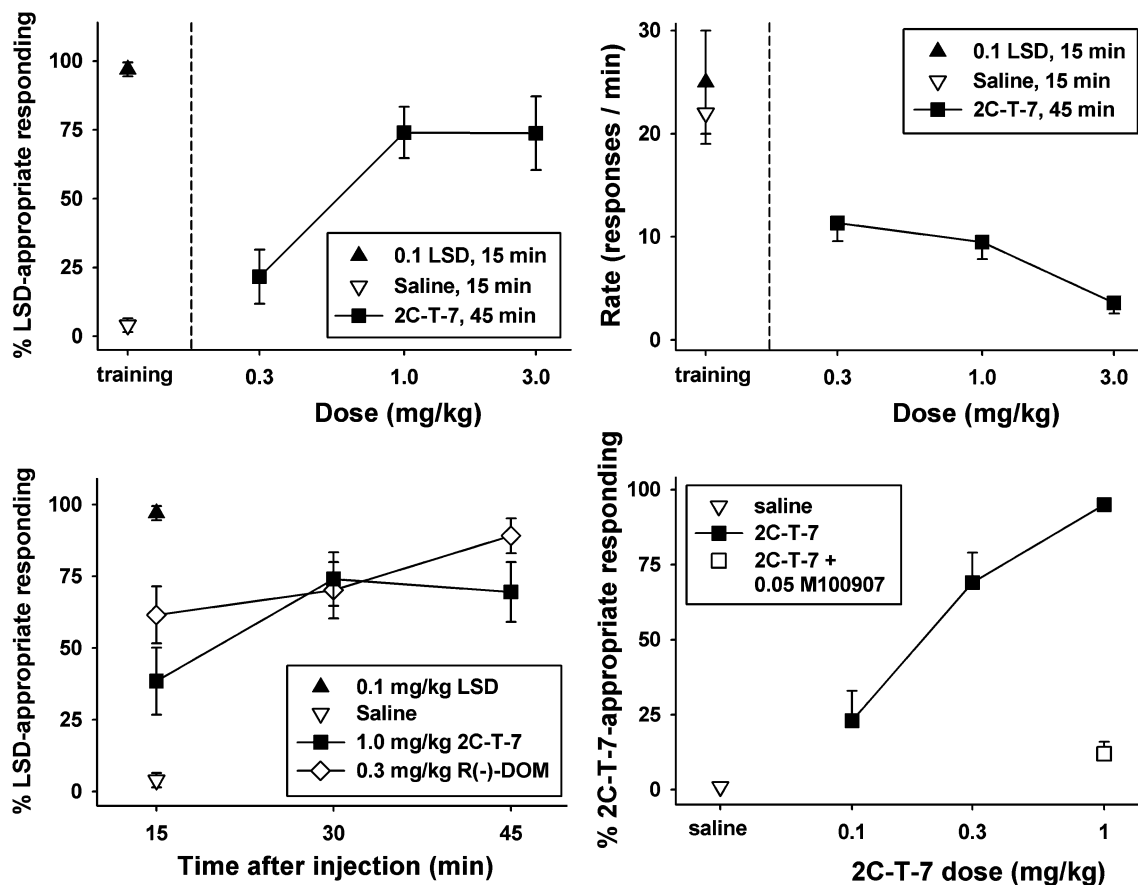 % LSD-appropriate responding
100
75
50
25
0
0.1 LSD, 15 min
Saline, 15 min
2C-T-7, 45 min
training
0.3
1.0
3.0
Dose (mg/kg)
Rate (responses / min)
30
20
10
0
0.1 LSD, 15 min
Saline, 15 min
2C-T-7, 45 min
training
0.3
1.0
3.0
Dose (mg/kg)
% LSD-appropriate responding
100
75
50
25
0
0.1 mg/kg LSD
Saline
1.0 mg/kg 2C-T-7
0.3 mg/kg R(-)-DOM
15
30
45
Time after injection (min)
% 2C-T-7-appropriate responding
100
75
50
25
0
saline
2C-T-7
2C-T-7 +
0.05 M100907
saline
0.1
0.3
1
2C-T-7 dose (mg/kg)